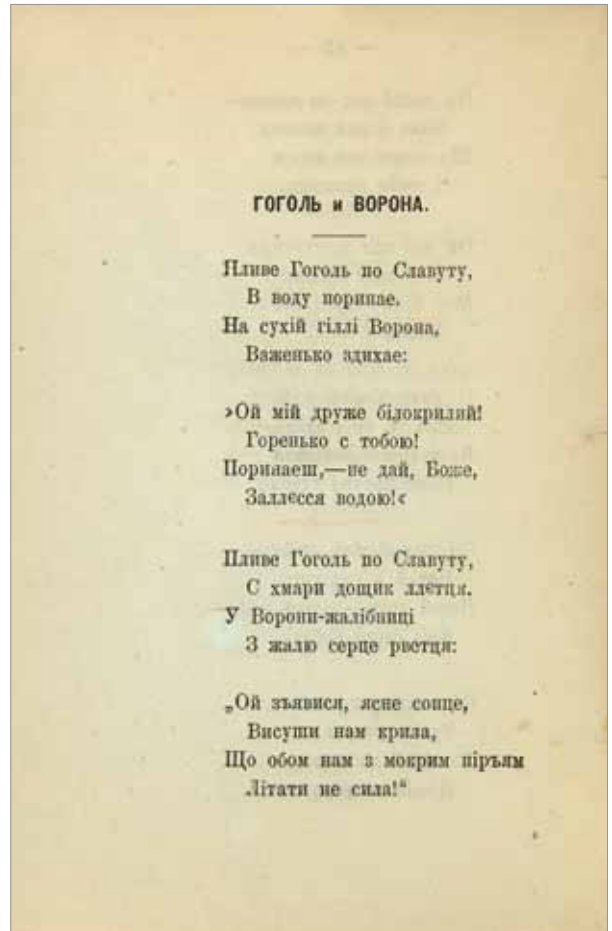 ГОГОЛЬ и ВОРОНА.
Пливе Гоголь по Славуту,
В воду поринае.
На сухій гіллі Ворона,
Важенько здихае:
›Ой мій друже білокрилий!
Горенько с тобою!
Поринаеш,—не дай, Боже,
Заллєсся водою!‹
Пливе Гоголь по Славуту,
С хмари дощик ллєтця.
У Ворони-жалібниці
З жалю серце рветця:
„Ой зъявися, ясне сонце,
Висуши нам крила,
Що обом нам з мокрим піръям
Літати не сила!“